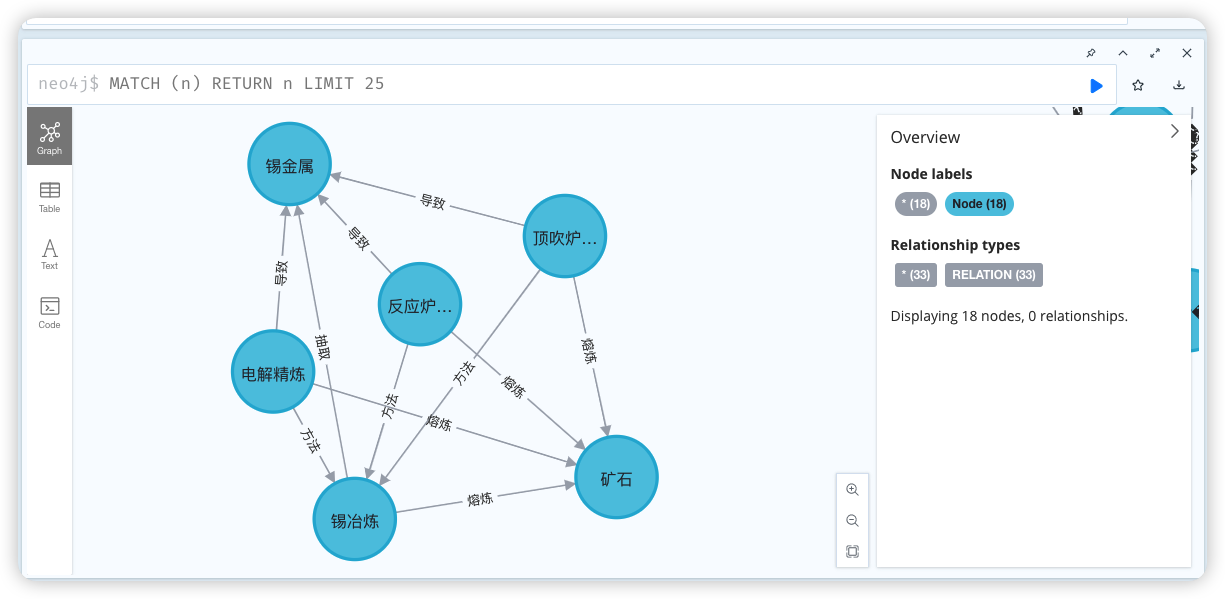 neo4j$ MATCH (n) RETURN n LIMIT 25
Graph
Table
Text
Code
锡金属
导致
顶吹炉…
导致
反应炉…
导致
抽取
熔炼
方法
电解精炼
熔炼
方法
熔炼
方法
矿石
熔炼
锡冶炼
Overview
Node labels
* (18) Node (18)
Relationship types
* (33) RELATION (33)
Displaying 18 nodes, 0 relationships.